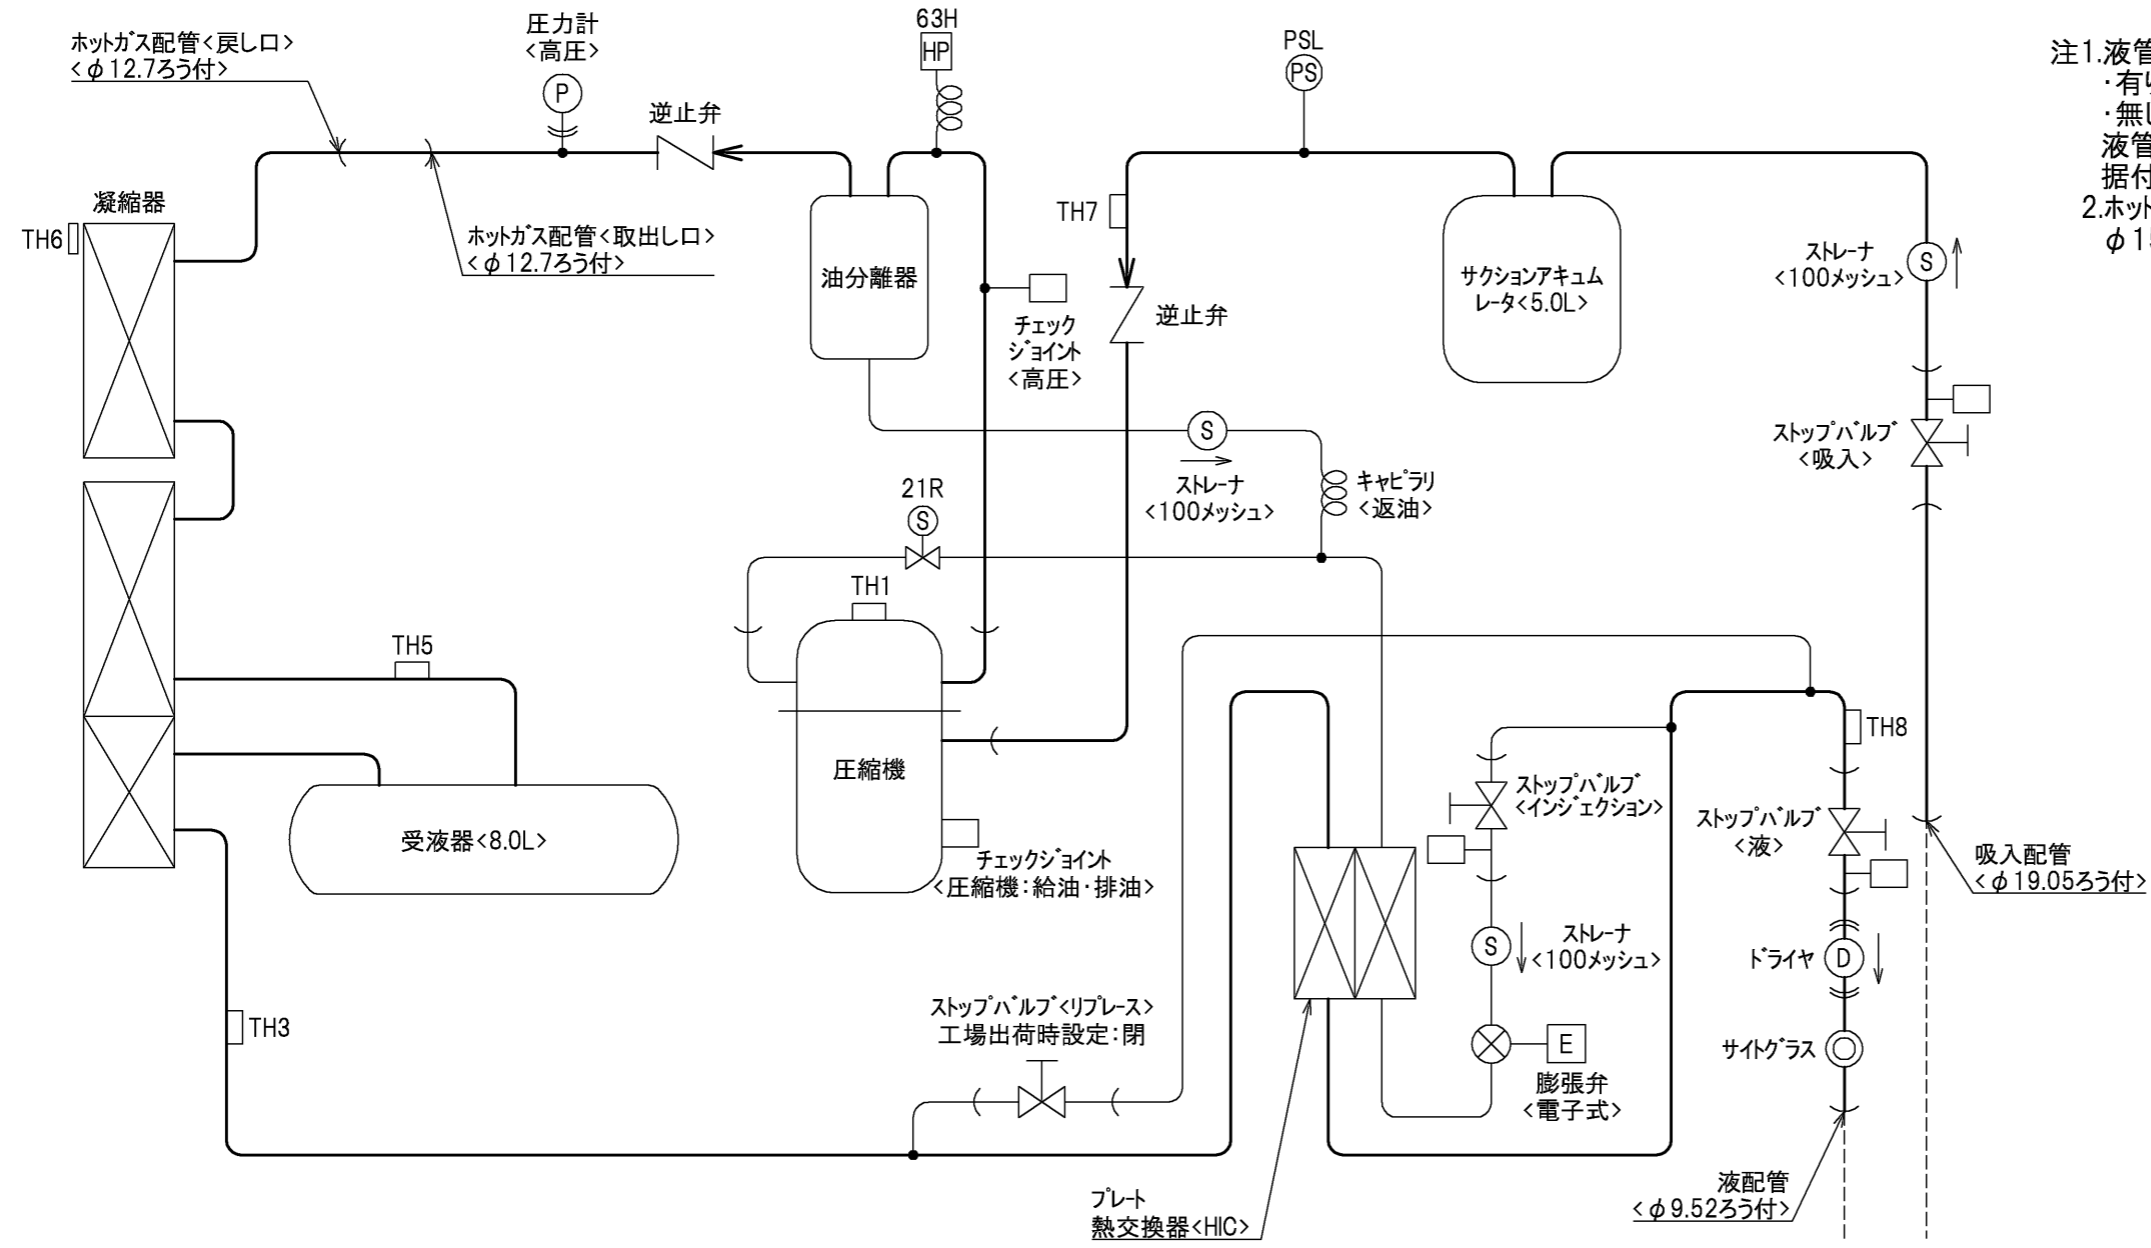 ホットガス配管<戻し口>
<φ12.7ろう付>
圧力計
<高圧>
P
逆止弁
63H
HP
PSL
PS
注1.液管
・有
・無し
液管
据付
2.ホット
φ1
凝縮器
TH6
ホットガス配管<取出し口>
<φ12.7ろう付>
油分離器
チェック
ジョイント
<高圧>
TH7
逆止弁
サクションアキュム
レータ<5.0L>
ストレーナ
<100メッシュ>
S
ストップバルブ
<吸入>
S
ストレーナ
<100メッシュ>
キャピラリ
<返油>
21R
S
TH1
TH5
圧縮機
受液器<8.0L>
チェックジョイント
<圧縮機:給油・排油>
TH8
ストップバルブ
<インジェクション>
ストップバルブ
<液>
吸入配管
<φ19.05ろう付>
S
ストレーナ
<100メッシュ>
ドライヤ
D
サイトグラス
TH3
ストップバルブ<リプレース>
工場出荷時設定:閉
E
膨張弁
<電子式>
プレート
熱交換器<HIC>
液配管
<φ9.52ろう付>